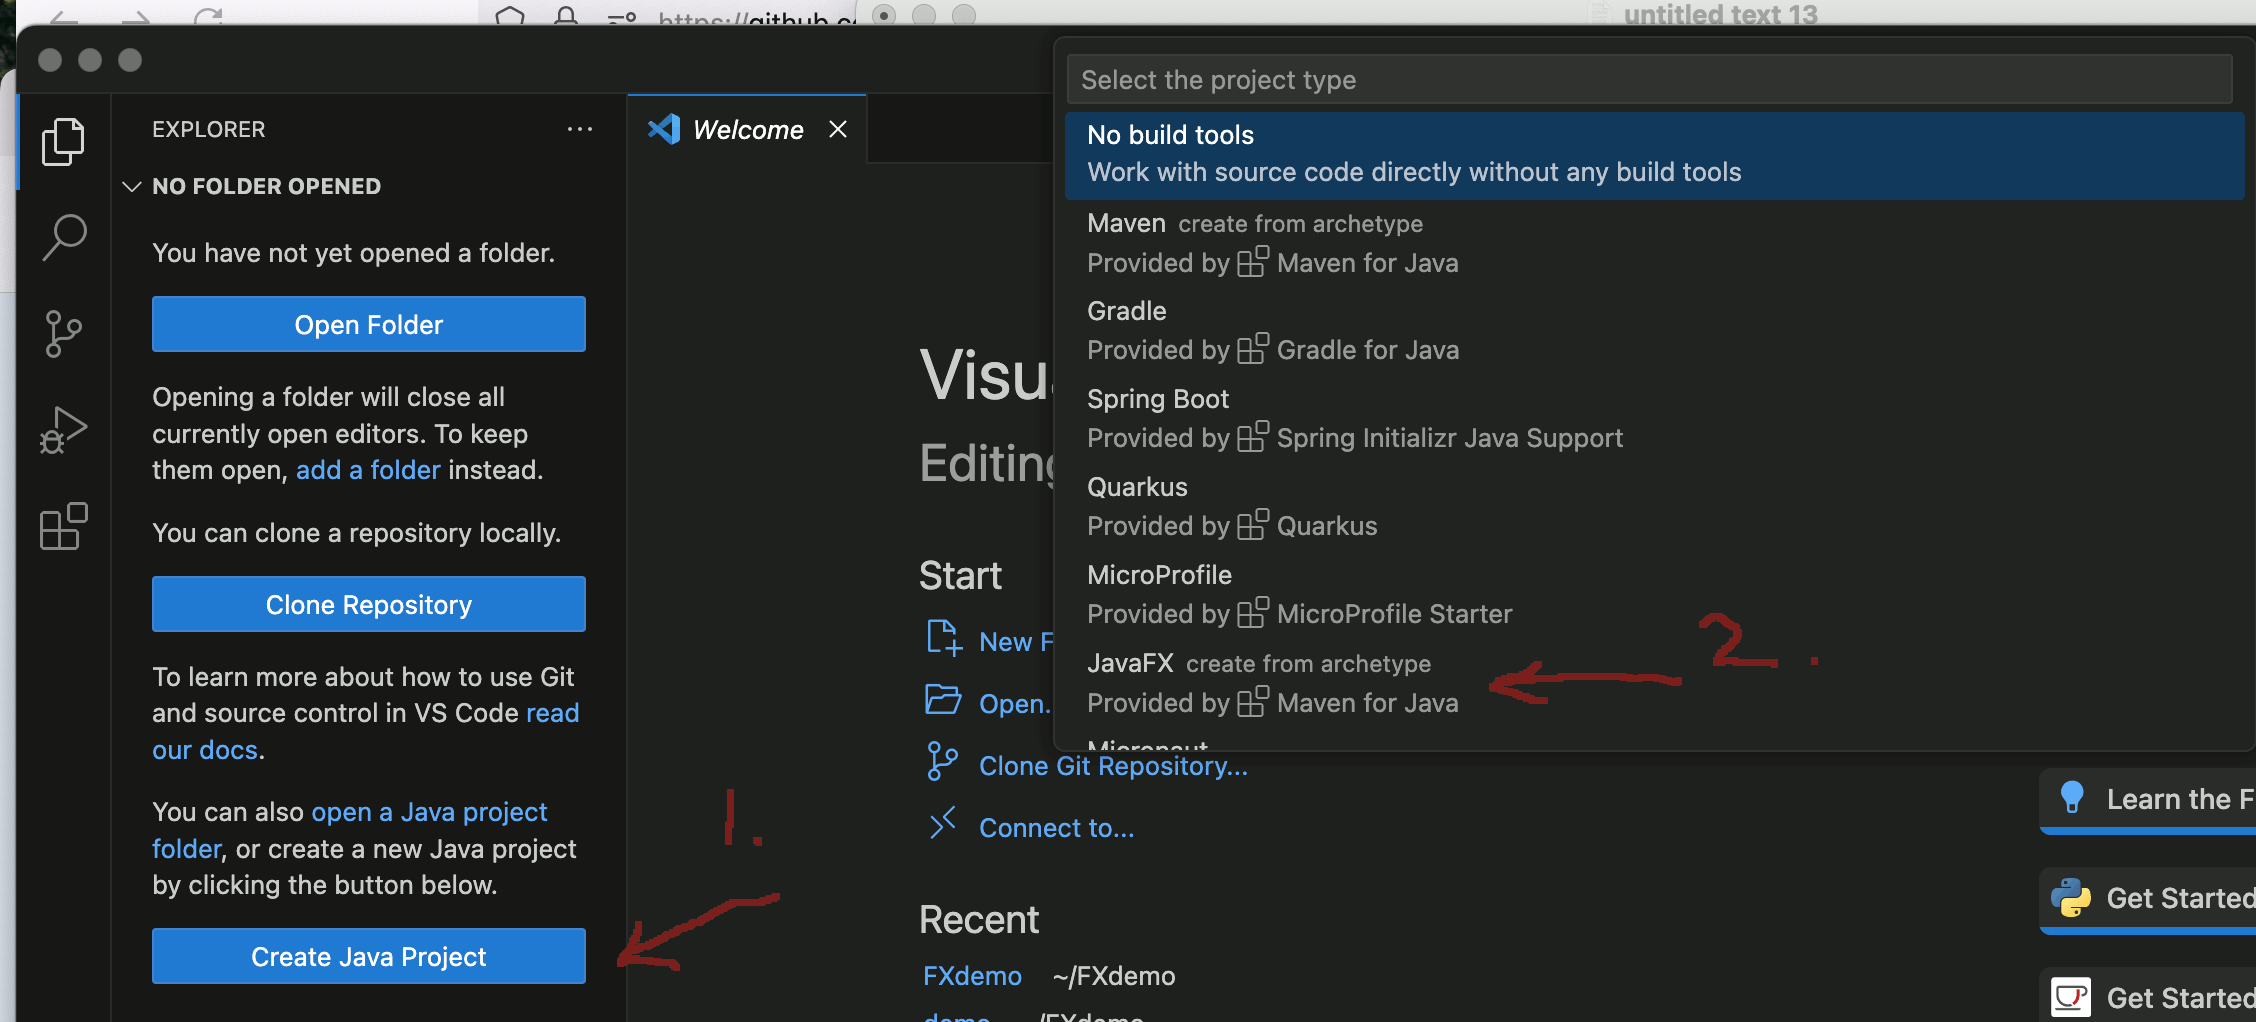 https://github.c
untitled text 13
Select the project type
EXPLORER
Welcome
No build tools
Work with source code directly without any build tools
NO FOLDER OPENED
You have not yet opened a folder.
Open Folder
Opening a folder will close all
currently open editors. To keep
them open, add a folder instead.
You can clone a repository locally.
Clone Repository
To learn more about how to use Git
and source control in VS Code read
our docs.
You can also open a Java project
folder, or create a new Java project
by clicking the button below.
Create Java Project
Maven create from archetype
Provided by Maven for Java
Gradle
Provided by Gradle for Java
Spring Boot
Provided by Spring Initializr Java Support
Quarkus
Provided by Quarkus
MicroProfile
Provided by MicroProfile Starter
JavaFX create from archetype
Provided by Maven for Java
Micronaut
1.
2.
Visu
Editing
Start
New F
Open.
Clone Git Repository...
Connect to...
Recent
FXdemo ~/FXdemo
demo ~/FXdemo
Learn the F
Get Started
Get Started